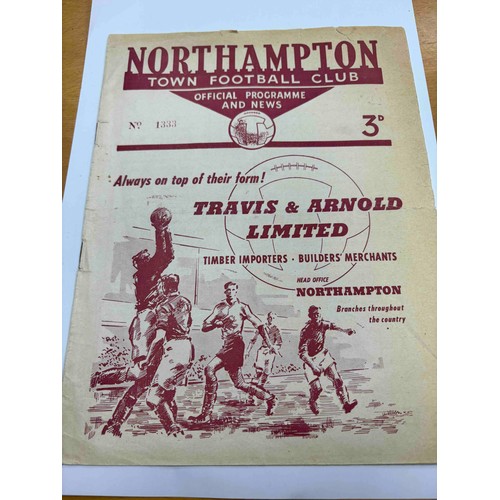 NORTHAMPTON
TOWN FOOTBALL CLUB
OFFICIAL PROGRAMME
AND NEWS
No 1333
3D
Always on top of their form!
TRAVIS & ARNOLD
LIMITED
TIMBER IMPORTERS · BUILDERS' MERCHANTS
HEAD OFFICE
NORTHAMPTON
Branches throughout
the country